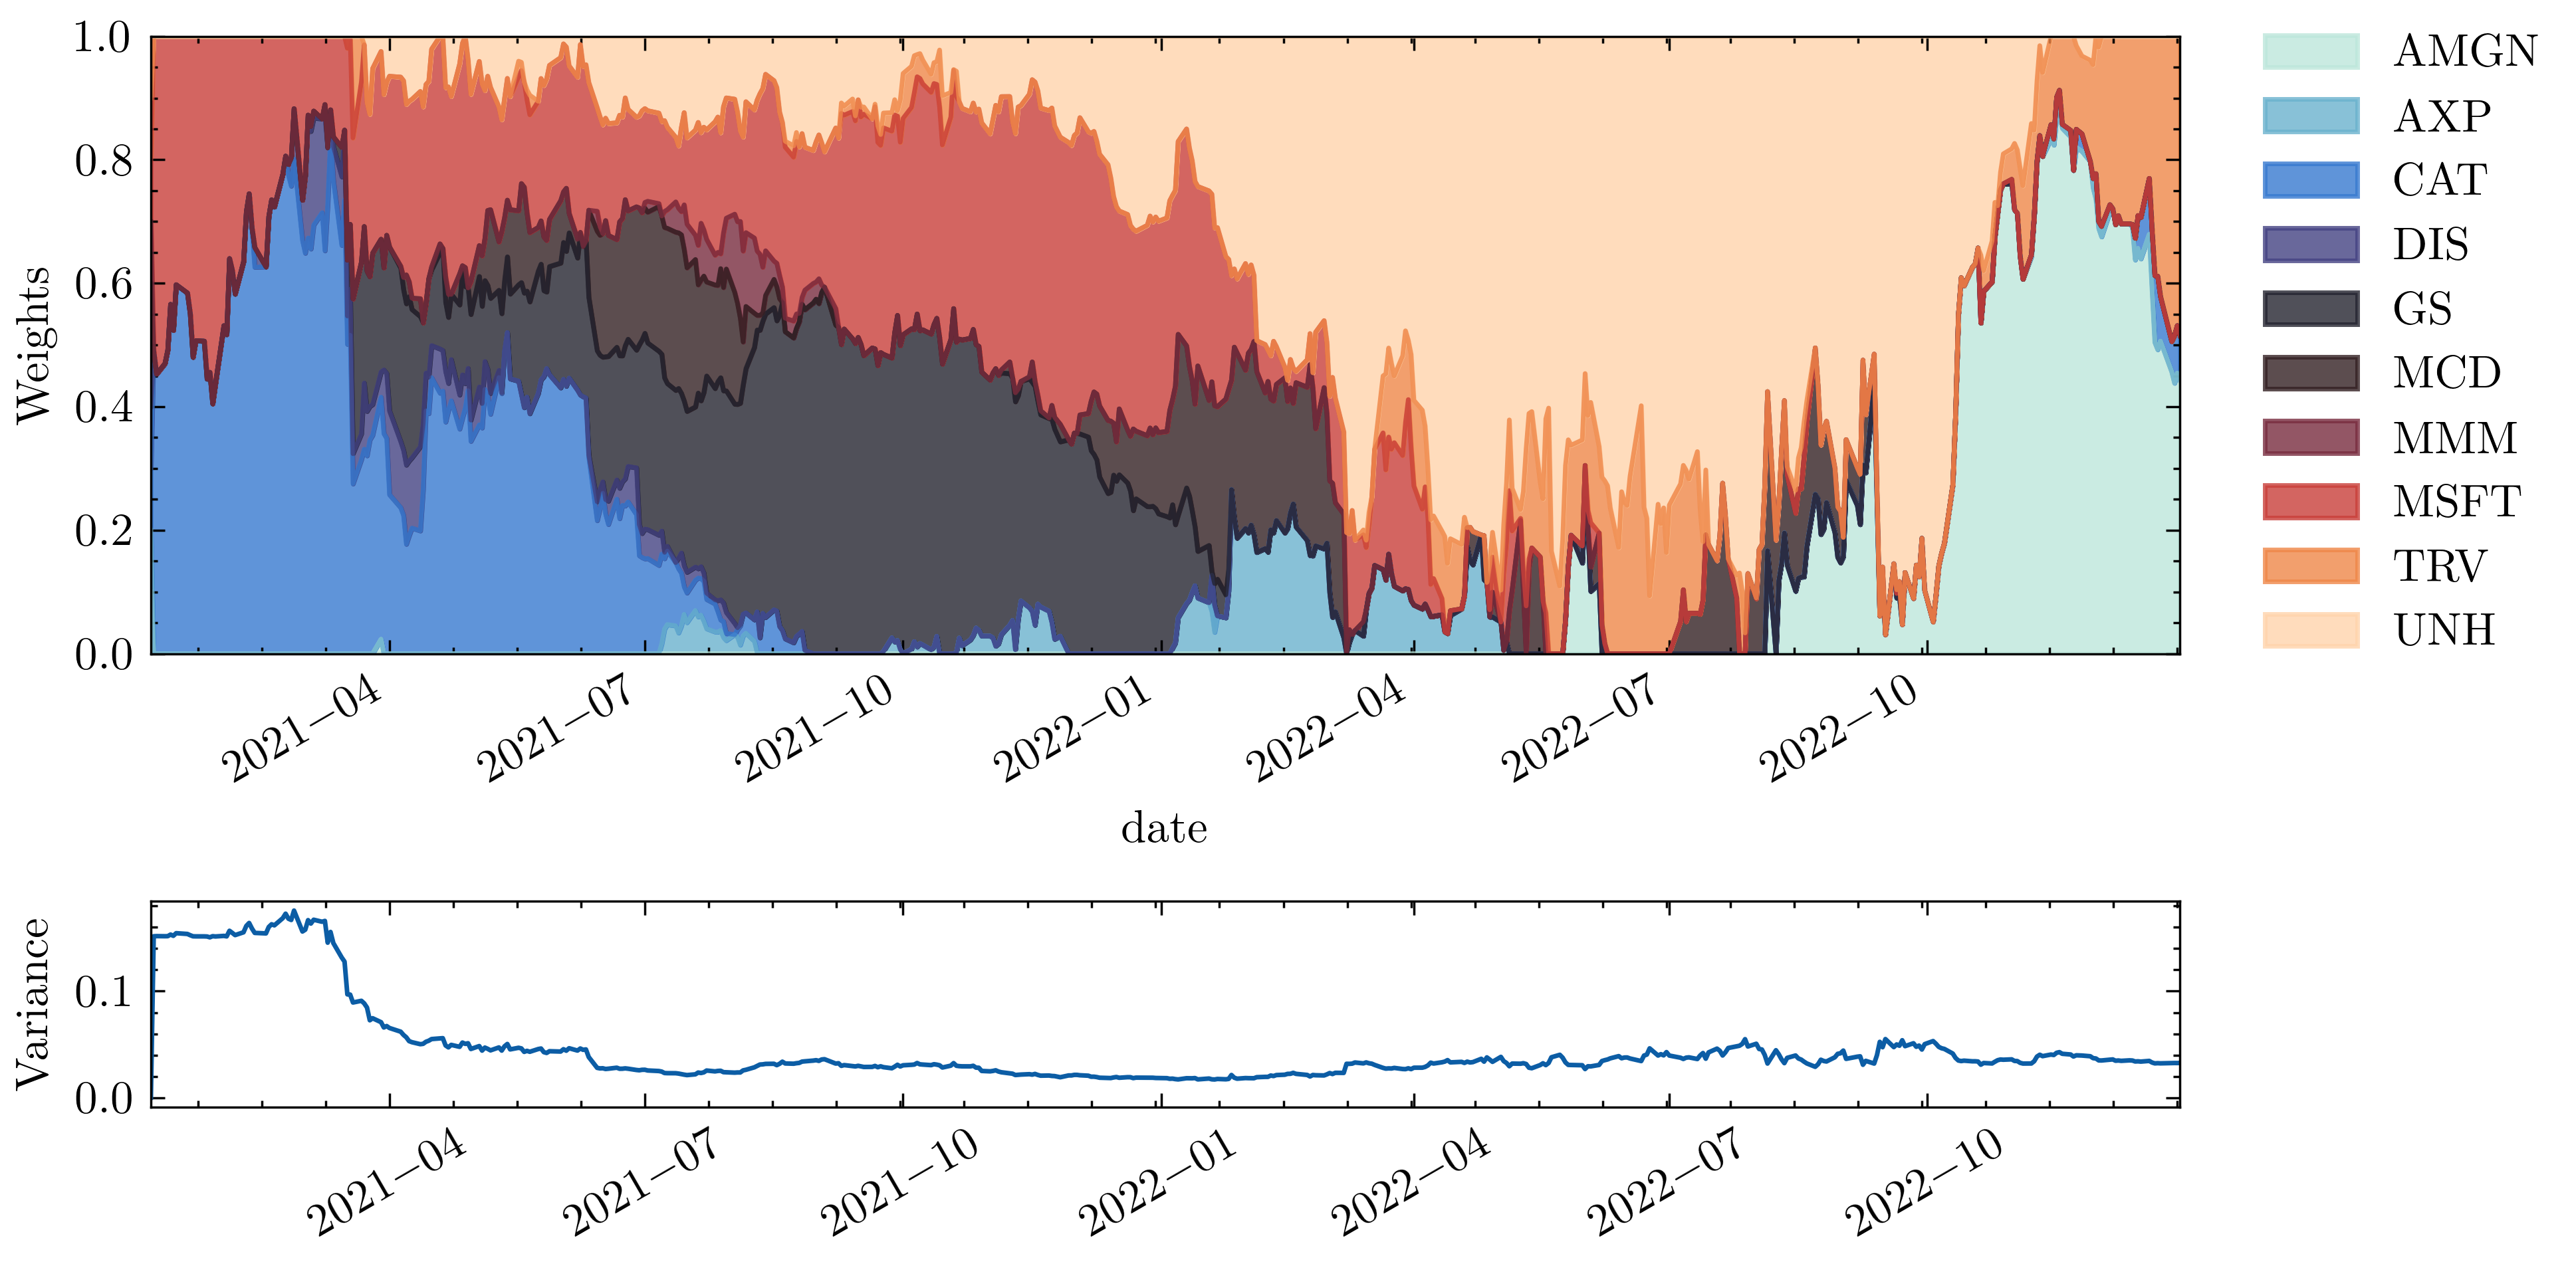 1.0
0.8
0.6
0.4
0.2
0.0
Weights
2021–04
2021–07
2021–10
2022–01
2022–04
2022–07
2022–10
date
AMGN
AXP
CAT
DIS
GS
MCD
MMM
MSFT
TRV
UNH
0.1
0.0
Variance
2021–04
2021–07
2021–10
2022–01
2022–04
2022–07
2022–10